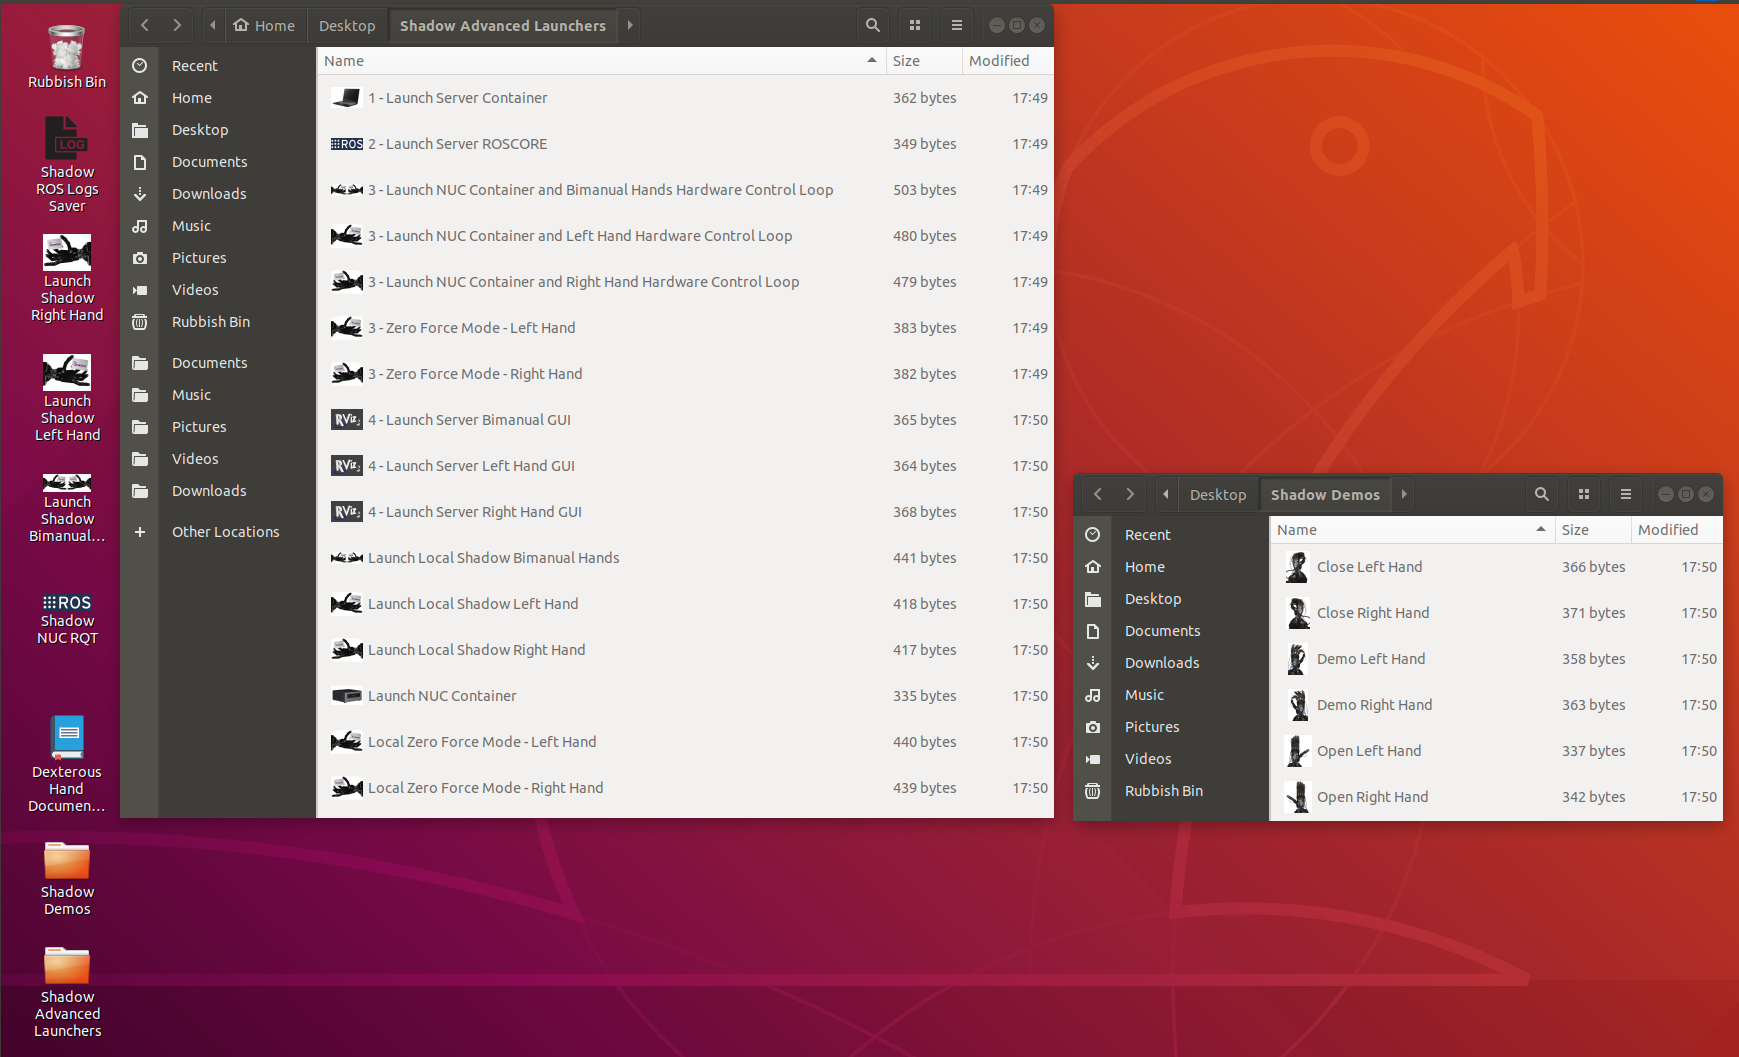 Rubbish Bin
LOG
Shadow
ROS Logs
Saver
Launch
Shadow
Right Hand
Launch
Shadow
Left Hand
Launch
Shadow
Bimanual...
ROS
Shadow
NUC RQT
Dexterous
Hand
Documen...
Shadow
Demos
Shadow
Advanced
Launchers
Home Desktop Shadow Advanced Launchers
Recent
Home
Desktop
Documents
Downloads
Music
Pictures
Videos
Rubbish Bin
Documents
Music
Pictures
Videos
Downloads
Other Locations
Name Size Modified
1 - Launch Server Container 362 bytes 17:49
ROS 2 - Launch Server ROSCORE 349 bytes 17:49
3 - Launch NUC Container and Bimanual Hands Hardware Control Loop 503 bytes 17:49
3 - Launch NUC Container and Left Hand Hardware Control Loop 480 bytes 17:49
3 - Launch NUC Container and Right Hand Hardware Control Loop 479 bytes 17:49
3 - Zero Force Mode - Left Hand 383 bytes 17:49
3 - Zero Force Mode - Right Hand 382 bytes 17:49
RViz 4 - Launch Server Bimanual GUI 365 bytes 17:50
RViz 4 - Launch Server Left Hand GUI 364 bytes 17:50
RViz 4 - Launch Server Right Hand GUI 368 bytes 17:50
Launch Local Shadow Bimanual Hands 441 bytes 17:50
Launch Local Shadow Left Hand 418 bytes 17:50
Launch Local Shadow Right Hand 417 bytes 17:50
Launch NUC Container 335 bytes 17:50
Local Zero Force Mode - Left Hand 440 bytes 17:50
Local Zero Force Mode - Right Hand 439 bytes 17:50
Desktop Shadow Demos
Recent
Home
Desktop
Documents
Downloads
Music
Pictures
Videos
Rubbish Bin
Name Size Modified
Close Left Hand 366 bytes 17:50
Close Right Hand 371 bytes 17:50
Demo Left Hand 358 bytes 17:50
Demo Right Hand 363 bytes 17:50
Open Left Hand 337 bytes 17:50
Open Right Hand 342 bytes 17:50